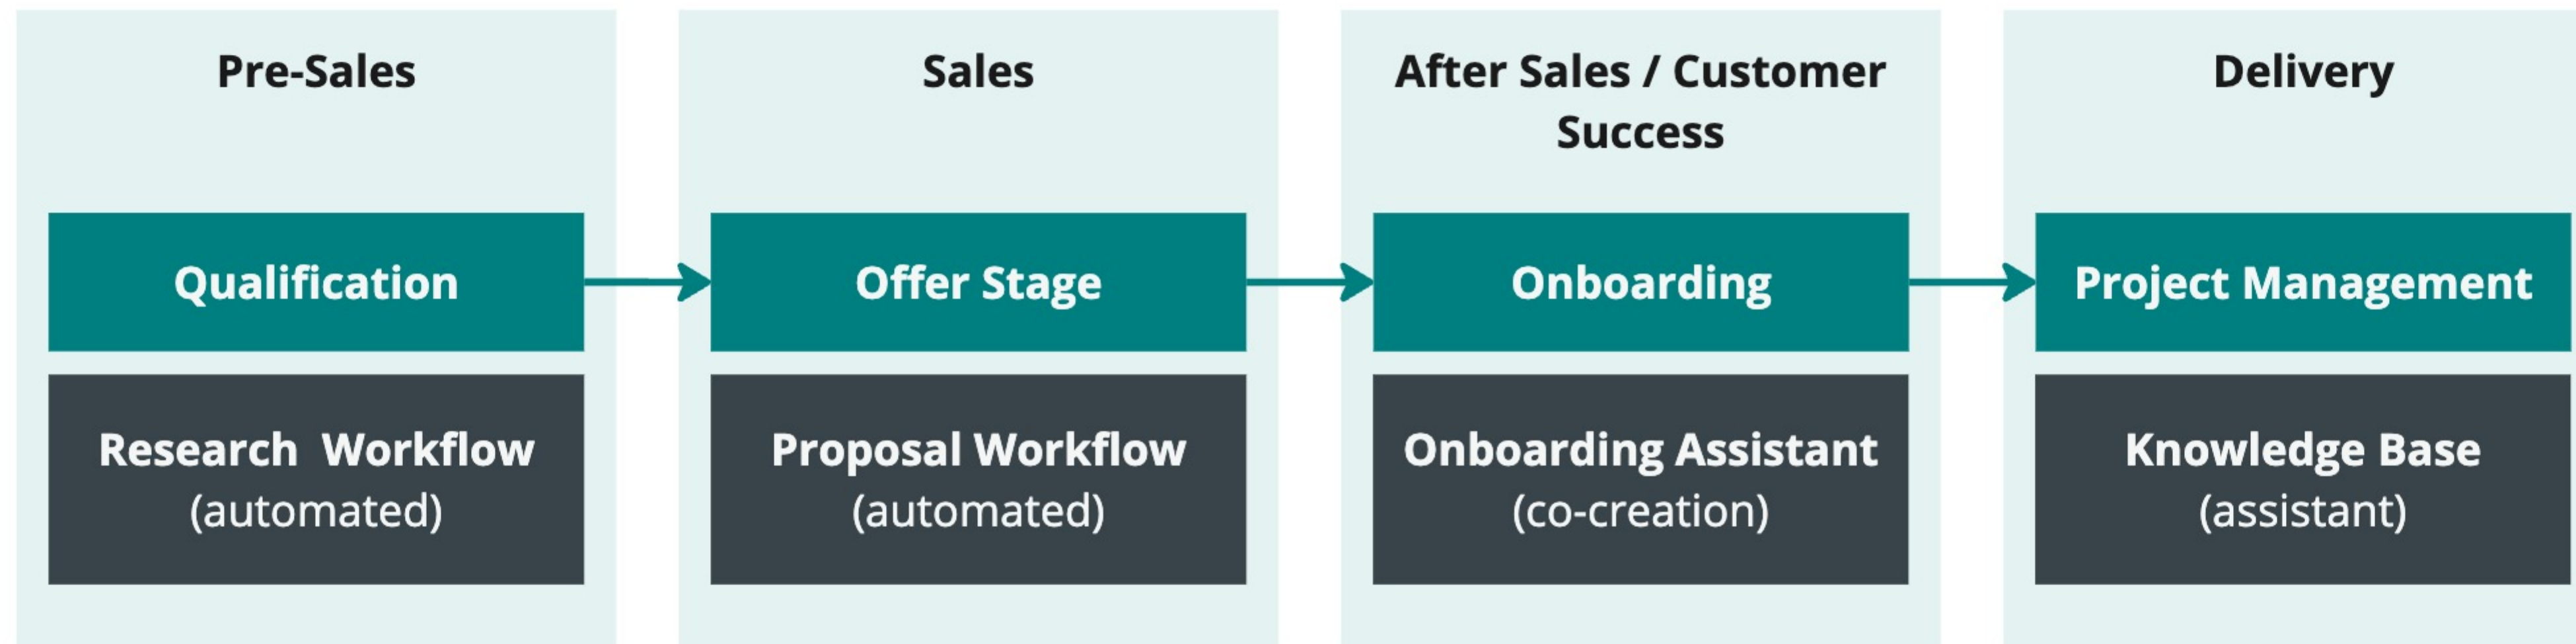 Pre-Sales
Qualification
Research  Workflow
(automated)
Sales
Offer Stage
Proposal Workflow
(automated)
After Sales / Customer
Success
Onboarding
Onboarding Assistant
(co-creation)
Delivery
Project Management
Knowledge Base
(assistant)